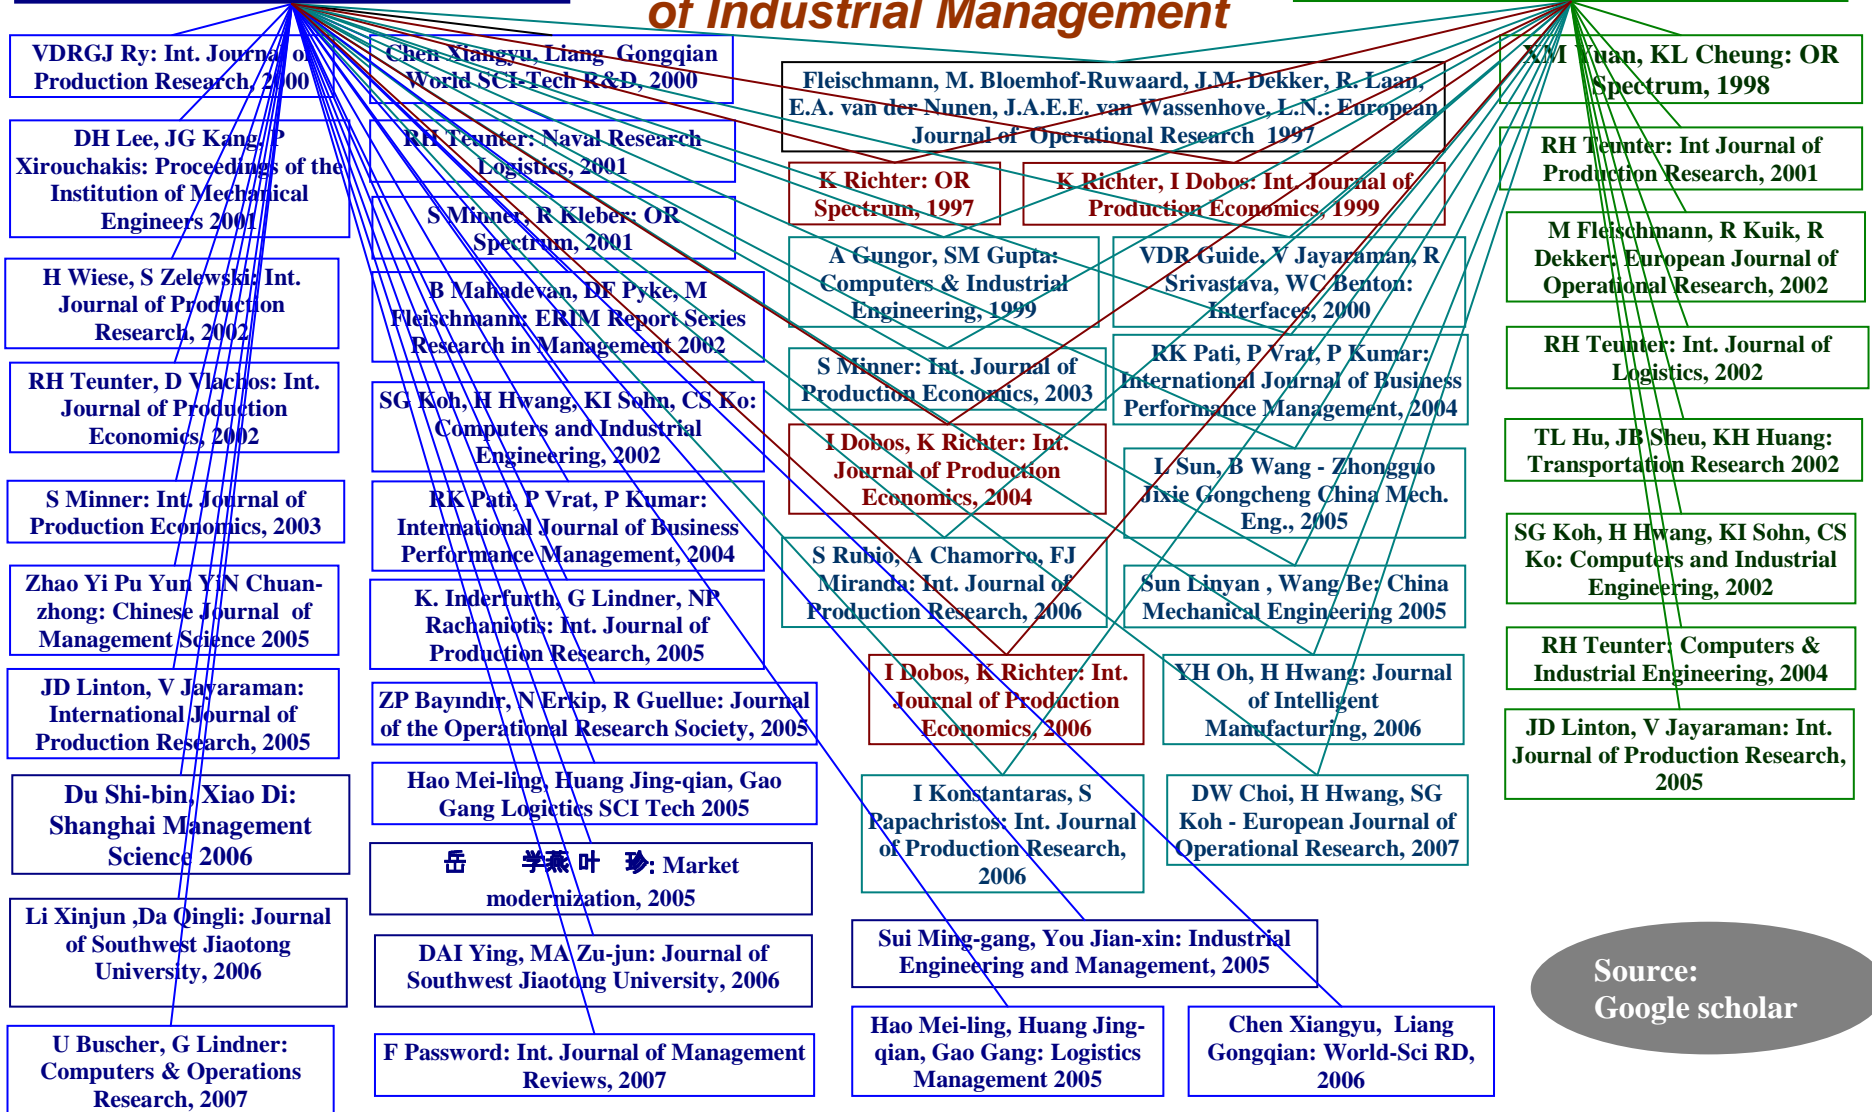 of Industrial Management
VDRGJ Ry: Int. Journal of
Production Research, 2000
DH Lee, JG Kang, P
Xirouchakis: Proceedings of the
Institution of Mechanical
Engineers 2001
H Wiese, S Zelewski: Int.
Journal of Production
Research, 2002
RH Teunter, D Vlachos: Int.
Journal of Production
Economics, 2002
S Minner: Int. Journal of
Production Economics, 2003
Zhao Yi Pu Yun YiN Chuan-
zhong: Chinese Journal of
Management Science 2005
JD Linton, V Jayaraman:
International Journal of
Production Research, 2005
Du Shi-bin, Xiao Di:
Shanghai Management
Science 2006
Li Xinjun ,Da Qingli: Journal
of Southwest Jiaotong
University, 2006
U Buscher, G Lindner:
Computers & Operations
Research, 2007
Chen Xiangyu, Liang Gongqian
World SCI-Tech R&D, 2000
RH Teunter: Naval Research
Logistics, 2001
S Minner, R Kleber: OR
Spectrum, 2001
B Mahadevan, DF Pyke, M
Fleischmann: ERIM Report Series
Research in Management 2002
SG Koh, H Hwang, KI Sohn, CS Ko:
Computers and Industrial
Engineering, 2002
RK Pati, P Vrat, P Kumar:
International Journal of Business
Performance Management, 2004
K. Inderfurth, G Lindner, NP
Rachaniotis: Int. Journal of
Production Research, 2005
ZP Bayındır, N Erkip, R Guellue: Journal
of the Operational Research Society, 2005
Hao Mei-ling, Huang Jing-qian, Gao
Gang Logictics SCI Tech 2005
岳 学燕 叶 珍: Market
modernization, 2005
DAI Ying, MA Zu-jun: Journal of
Southwest Jiaotong University, 2006
F Password: Int. Journal of Management
Reviews, 2007
Fleischmann, M. Bloemhof-Ruwaard, J.M. Dekker, R. Laan,
E.A. van der Nunen, J.A.E.E. van Wassenhove, L.N.: European
Journal of Operational Research 1997
K Richter: OR
Spectrum, 1997
K Richter, I Dobos: Int. Journal of
Production Economics, 1999
A Gungor, SM Gupta:
Computers & Industrial
Engineering, 1999
VDR Guide, V Jayaraman, R
Srivastava, WC Benton:
Interfaces, 2000
S Minner: Int. Journal of
Production Economics, 2003
RK Pati, P Vrat, P Kumar:
International Journal of Business
Performance Management, 2004
I Dobos, K Richter: Int.
Journal of Production
Economics, 2004
L Sun, B Wang - Zhongguo
Jixie Gongcheng China Mech.
Eng., 2005
S Rubio, A Chamorro, FJ
Miranda: Int. Journal of
Production Research, 2006
Sun Linyan , Wang Be: China
Mechanical Engineering 2005
I Dobos, K Richter: Int.
Journal of Production
Economics, 2006
YH Oh, H Hwang: Journal
of Intelligent
Manufacturing, 2006
I Konstantaras, S
Papachristos: Int. Journal
of Production Research,
2006
DW Choi, H Hwang, SG
Koh - European Journal of
Operational Research, 2007
Sui Ming-gang, You Jian-xin: Industrial
Engineering and Management, 2005
Hao Mei-ling, Huang Jing-
qian, Gao Gang: Logistics
Management 2005
Chen Xiangyu, Liang
Gongqian: World-Sci RD,
2006
XM Yuan, KL Cheung: OR
Spectrum, 1998
RH Teunter: Int Journal of
Production Research, 2001
M Fleischmann, R Kuik, R
Dekker: European Journal of
Operational Research, 2002
RH Teunter: Int. Journal of
Logistics, 2002
TL Hu, JB Sheu, KH Huang:
Transportation Research 2002
SG Koh, H Hwang, KI Sohn, CS
Ko: Computers and Industrial
Engineering, 2002
RH Teunter: Computers &
Industrial Engineering, 2004
JD Linton, V Jayaraman: Int.
Journal of Production Research,
2005
Source:
Google scholar